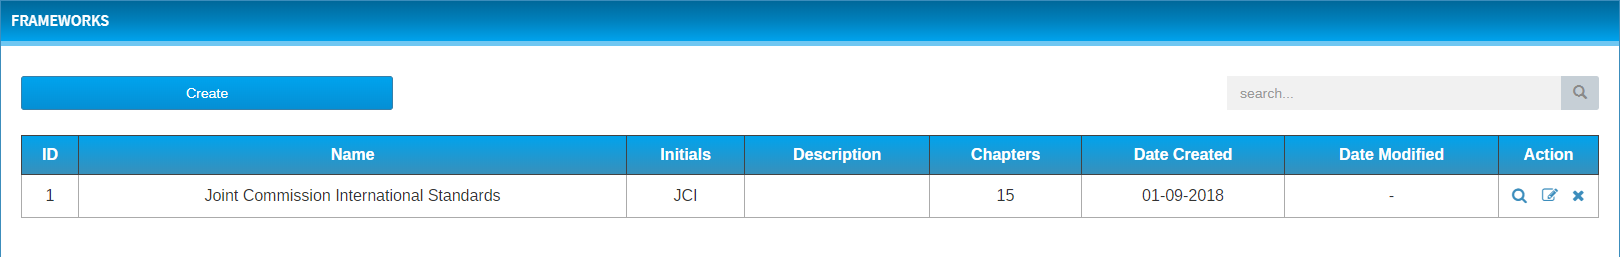 FRAMEWORKS
Create
search...
ID Name Initials Description Chapters Date Created Date Modified Action
1 Joint Commission International Standards JCI 15 01-09-2018 -